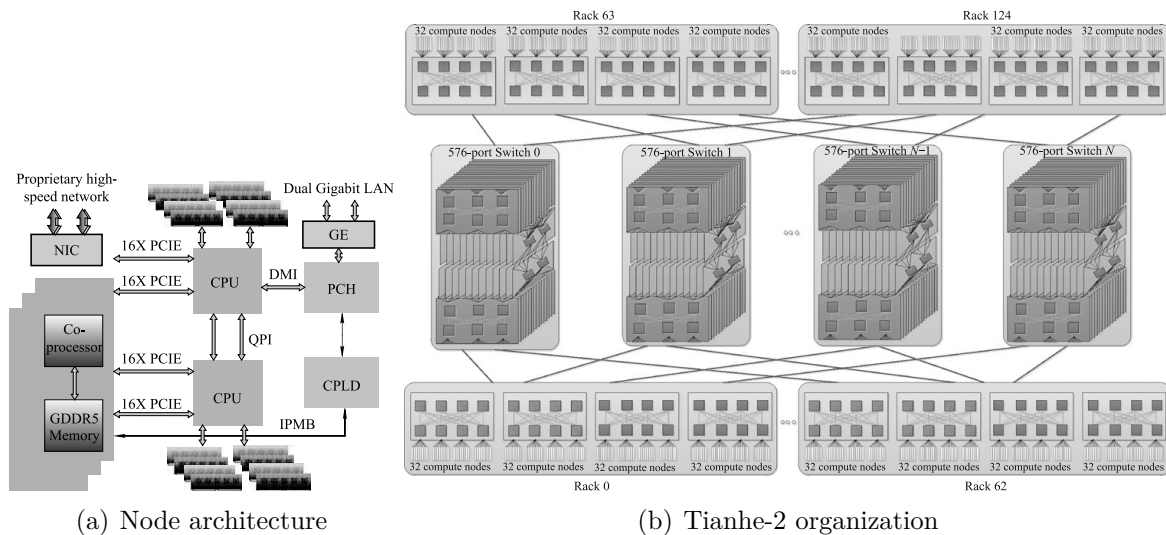 Rack 63
Rack 124
32 compute nodes 32 compute nodes 32 compute nodes 32 compute nodes
32 compute nodes 32 compute nodes 32 compute nodes
576-port Switch 0
576-port Switch 1
576-port Switch N−1
576-port Switch N
32 compute nodes 32 compute nodes 32 compute nodes 32 compute nodes
32 compute nodes 32 compute nodes 32 compute nodes 32 compute nodes
Rack 0
Rack 62
Proprietary high-
speed network
Dual Gigabit LAN
NIC
GE
16X PCIE
CPU
DMI
PCH
16X PCIE
QPI
Co-
processor
16X PCIE
CPU
CPLD
16X PCIE
GDDR5
Memory
IPMB
(a) Node architecture
(b) Tianhe-2 organization